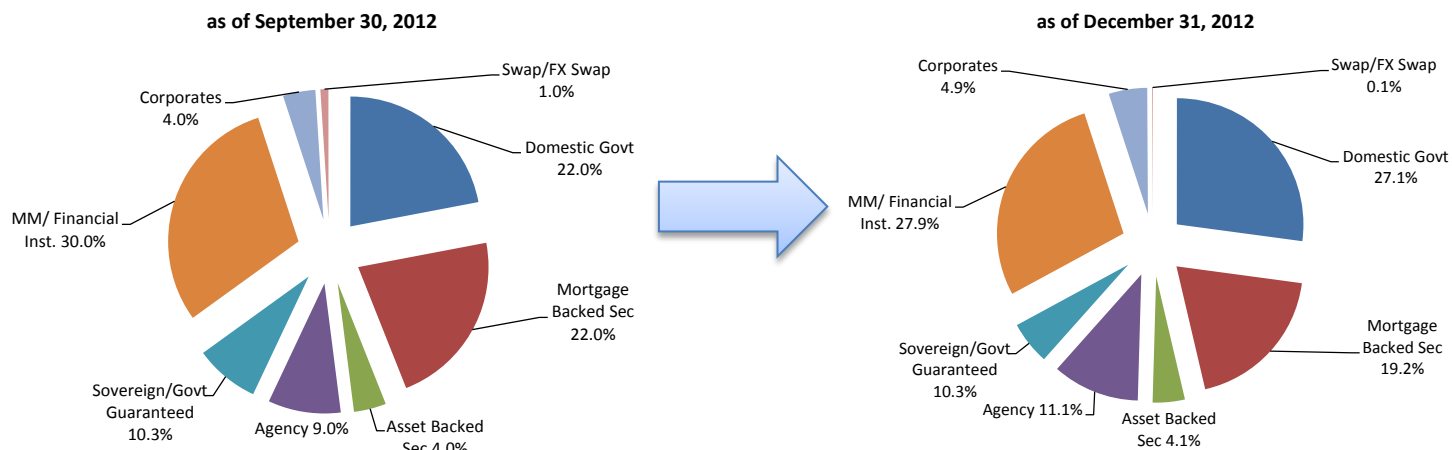 as of September 30, 2012
Swap/FX Swap
1.0%
Corporates
4.0%
Domestic Govt
22.0%
MM/ Financial
Inst. 30.0%
Mortgage
Backed Sec
22.0%
Sovereign/Govt
Guaranteed
10.3%
Agency 9.0%
Asset Backed
Sec 4.0%
as of December 31, 2012
Swap/FX Swap
0.1%
Corporates
4.9%
Domestic Govt
27.1%
MM/ Financial
Inst. 27.9%
Mortgage
Backed Sec
19.2%
Sovereign/Govt
Guaranteed
10.3%
Agency 11.1%
Asset Backed
Sec 4.1%